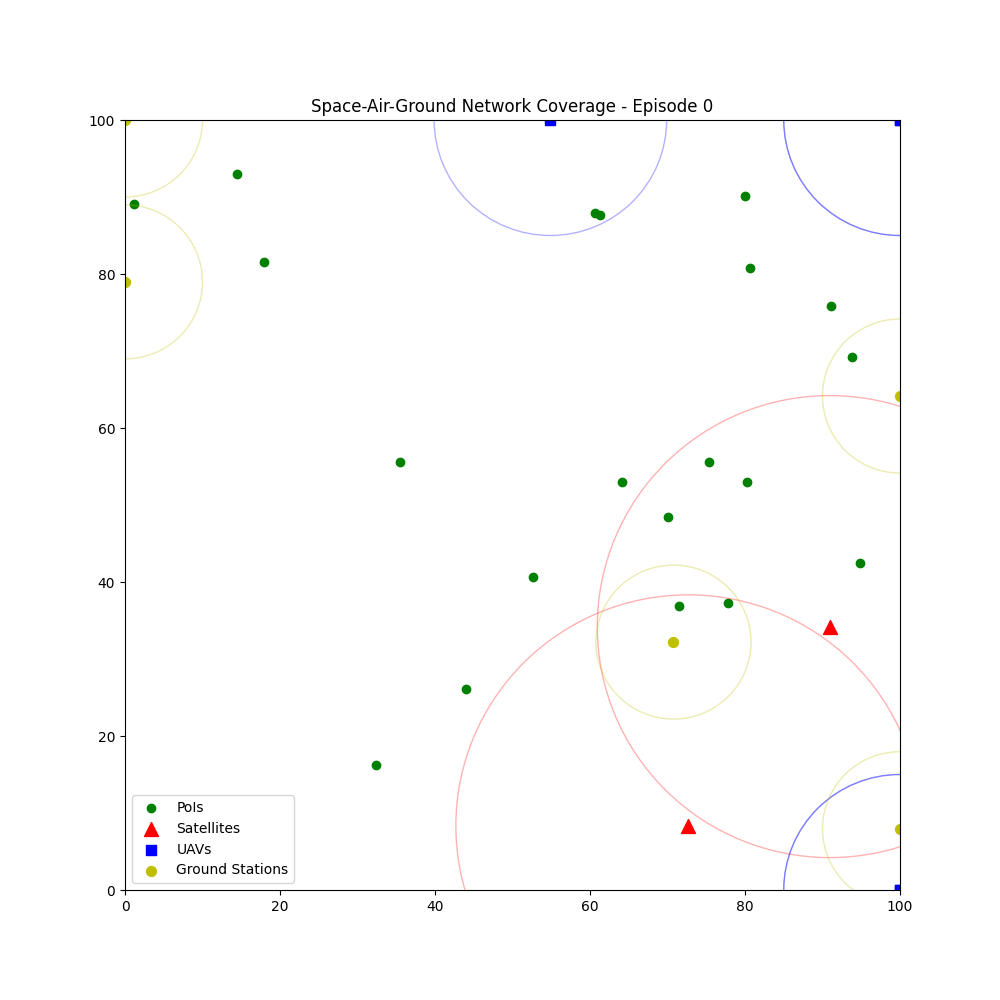 Space-Air-Ground Network Coverage - Episode 0
100
80
60
40
20
0
PoIs
Satellites
UAVs
Ground Stations
0 20 40 60 80 100